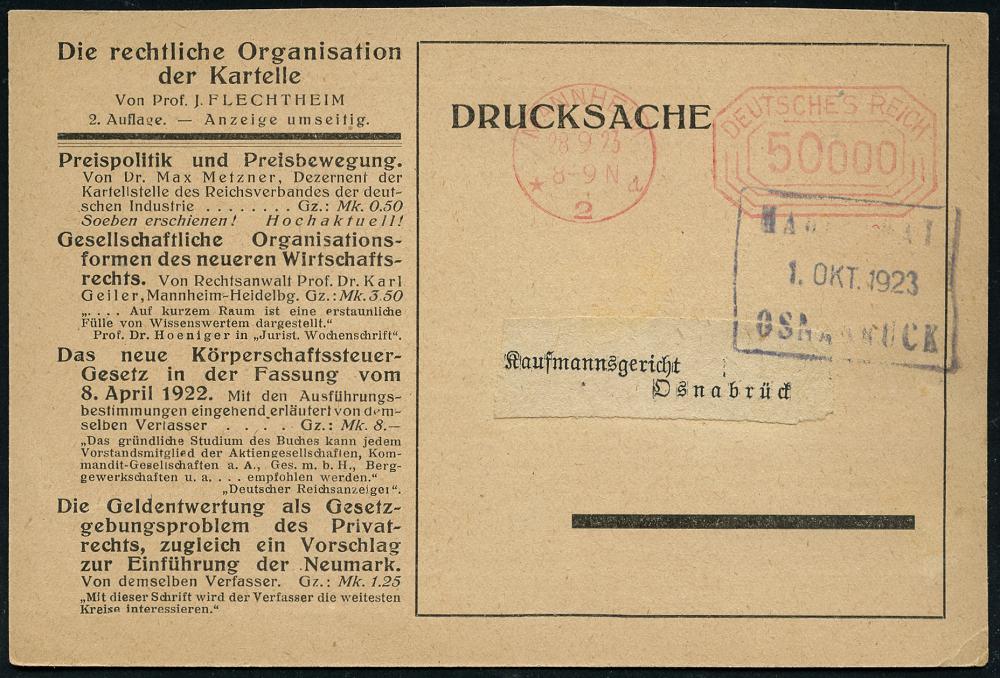 Die rechtliche Organisation
der Kartelle
Von Prof. J. FLECHTHEIM
2. Auflage. — Anzeige umseitig.
Preispolitik und Preisbewegung.
Von Dr. Max Metzner, Dezernent der
Kartellstelle des Reichsverbandes der deut-
schen Industrie . . . . . . . . Gz.: Mk. 0.50
Soeben erschienen! Hochaktuell!
Gesellschaftliche Organisations-
formen des neueren Wirtschafts-
rechts. Von Rechtsanwalt Prof. Dr. Karl
Geiler, Mannheim-Heidelbg. Gz.: Mk. 3.50
„. . . . Auf kurzem Raum ist eine erstaunliche
Fülle von Wissenswertem dargestellt.“
Prof. Dr. Hoeniger in „Jurist. Wochenschrift“.
Das neue Körperschaftssteuer-
Gesetz in der Fassung vom
8. April 1922. Mit den Ausführungs-
bestimmungen eingehend erläutert von dem-
selben Verfasser . . . . . Gz.: Mk. 8.—
„Das gründliche Studium des Buches kann jedem
Vorstandsmitglied der Aktiengesellschaften, Kom-
mandit-Gesellschaften a. A., Ges. m. b. H., Berg-
gewerkschaften u. a. . . . empfohlen werden.“
„Deutscher Reichsanzeiger“.
Die Geldentwertung als Gesetz-
gebungsproblem des Privat-
rechts, zugleich ein Vorschlag
zur Einführung der Neumark.
Von demselben Verfasser. Gz.: Mk. 1.25
„Mit dieser Schrift wird der Verfasser die weitesten
Kreise interessieren.“
DRUCKSACHE
MANNHEIM
28.9.23
8-9 N
2
DEUTSCHES REICH
50000
1. OKT. 1923
OSNABRÜCK
Kaufmannsgericht
Osnabrück